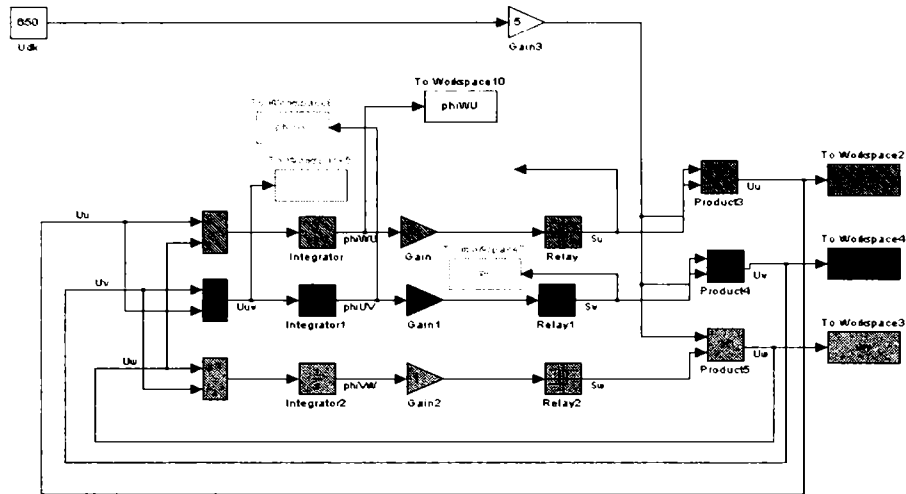 650
Udk
5
Gain3
To Workspace10
phiWU
To Workspace2
Uu
Product3
Uu
Integrator
phiWU
Gain
Relay
Su
To Workspace4
Uv
Product4
Uv
Uuv
Integrator1
phiUV
Gain1
Relay1
Sv
To Workspace3
Uw
Product5
Uw
Integrator2
phiVW
Gain2
Relay2
Sw